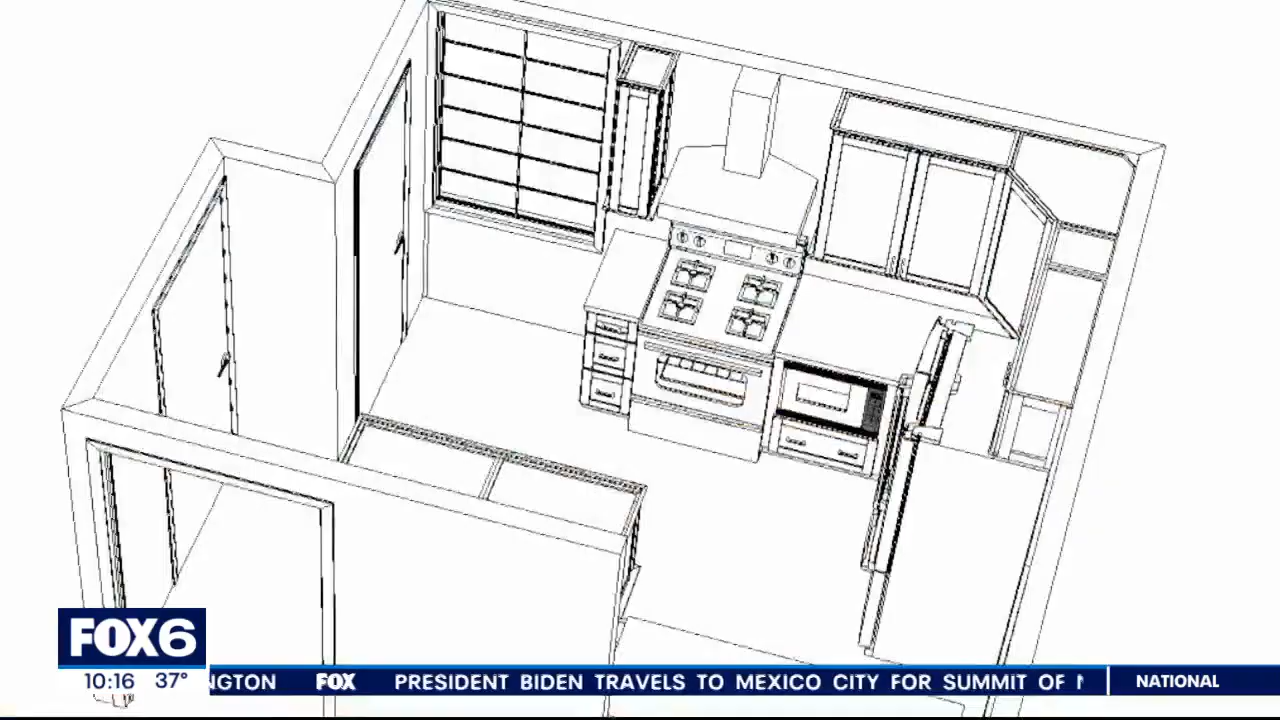 FOX6
10:16 37°
NGTON FOX PRESIDENT BIDEN TRAVELS TO MEXICO CITY FOR SUMMIT OF NATIONAL